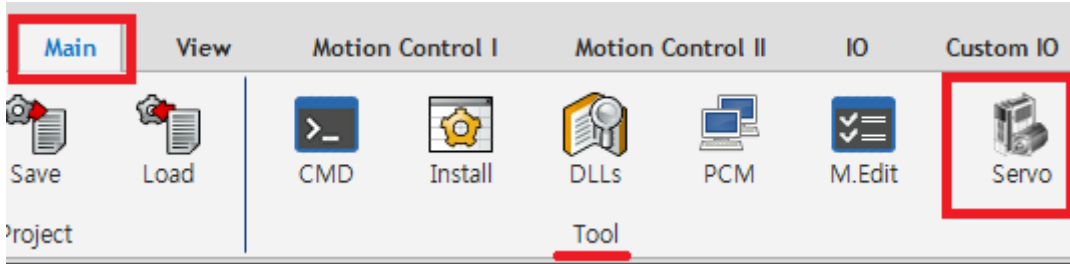 Main View Motion Control I Motion Control II IO Custom IO
Save Load CMD Install DLLs PCM M.Edit Servo
Project Tool